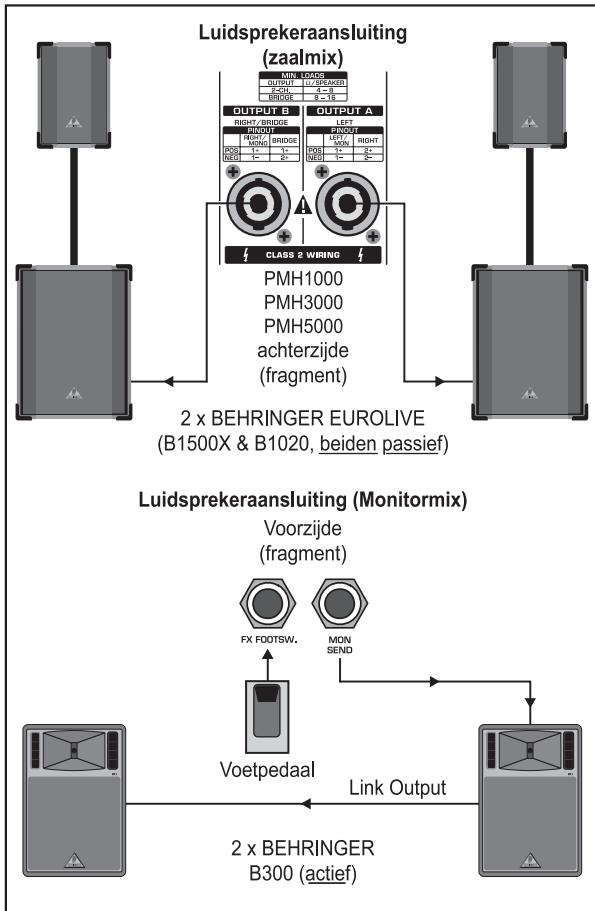 Luidsprekeraansluiting
(zaalmix)
MIN. LOADS
OUTPUT Ω/SPEAKER
2-CH. 4 – 8
BRIDGE 8 – 16
OUTPUT B OUTPUT A
RIGHT/BRIDGE LEFT
PINOUT PINOUT
RIGHT/MONO BRIDGE LEFT/MON RIGHT
POS 1+ 1+ POS 1+ 2+
NEG 1– 2+ NEG 1– 2–
CLASS 2 WIRING
PMH1000
PMH3000
PMH5000
achterzijde
(fragment)
2 x BEHRINGER EUROLIVE
(B1500X & B1020, beiden passief)
Luidsprekeraansluiting (Monitormix)
Voorzijde
(fragment)
FX FOOTSW. MON
SEND
Voetpedaal
Link Output
2 x BEHRINGER
B300 (actief)